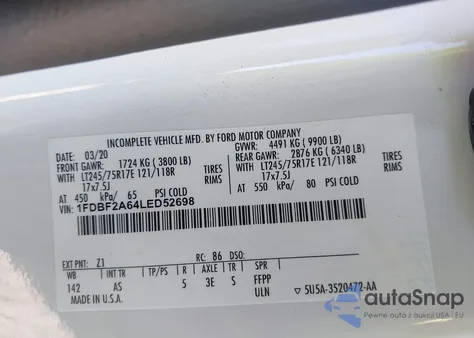 INCOMPLETE VEHICLE MFD. BY FORD MOTOR COMPANY
DATE: 03/20 GVWR: 4491 KG (9900 LB)
FRONT GAWR: 1724 KG (3800 LB) REAR GAWR: 2876 KG (6340 LB)
WITH LT245/75R17E 121/118R TIRES WITH LT245/75R17E 121/118R TIRES
17x7.5J RIMS 17x7.5J RIMS
AT 450 kPa/ 65 PSI COLD AT 550 kPa/ 80 PSI COLD
VIN: 1FDBF2A64LED52698
EXT PNT: Z1 RC: 86 DSO:
WB INT TR TP/PS R AXLE TR SPR
142 AS 5 3E S FFPP
MADE IN U.S.A. ULN 5U5A-3520472-AA
autoSnap
Pewne auta z USA i Kanady | EU